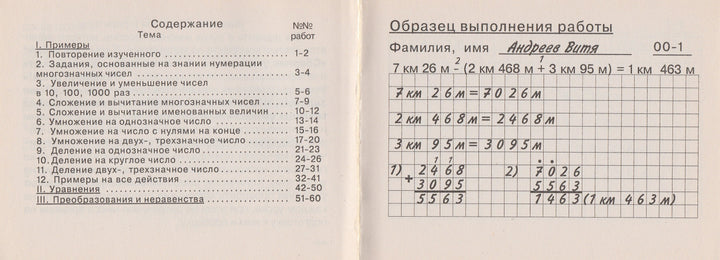 Содержание
Тема №№ работ
I. Примеры
1. Повторение изученного 1-2
2. Задания, основанные на знании нумерации
многозначных чисел 3-4
3. Увеличение и уменьшение чисел
в 10, 100, 1000 раз 5-6
4. Сложение и вычитание многозначных чисел 7-9
5. Сложение и вычитание именованных величин 10-12
6. Умножение на однозначное число 13-14
7. Умножение на число с нулями на конце 15-16
8. Умножение на двух-, трехзначное число 17-20
9. Деление на однозначное число 21-23
10. Деление на круглое число 24-26
11. Деление двух-, трехзначное число 27-31
12. Примеры на все действия 32-41
II. Уравнения 42-50
III. Преобразования и неравенства 51-60
Образец выполнения работы
Фамилия, имя Андреев Витя 00-1
2 1
7 км 26 м - (2 км 468 м + 3 км 95 м) = 1 км 463 м
7 км 26 м = 7026 м
2 км 468 м = 2468 м
3 км 95 м = 3095 м
1 1
1) + 2468 2) 7026
3095 5563
5563 1463 (1 км 463 м)